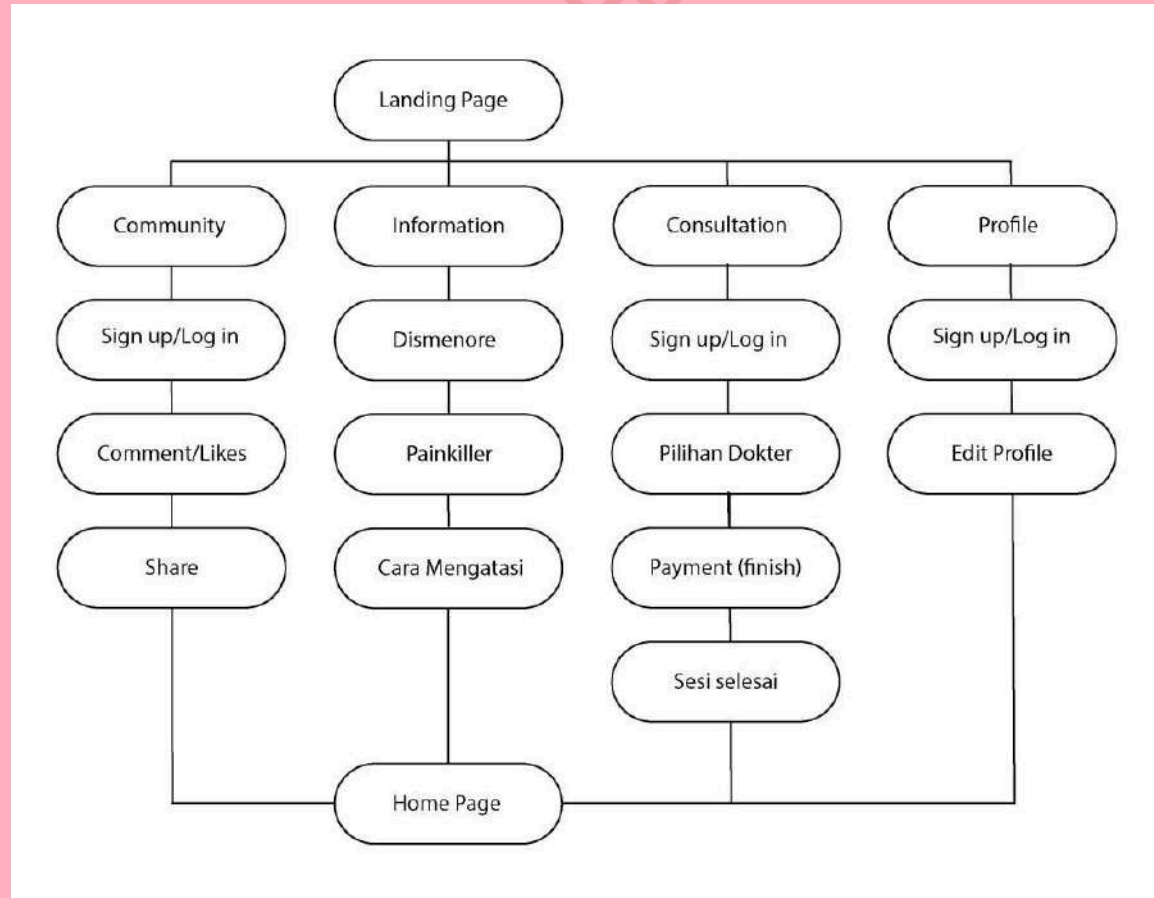 Landing Page
Community
Information
Consultation
Profile
Sign up/Log in
Dismenore
Sign up/Log in
Sign up/Log in
Comment/Likes
Painkiller
Pilihan Dokter
Edit Profile
Share
Cara Mengatasi
Payment (finish)
Sesi selesai
Home Page